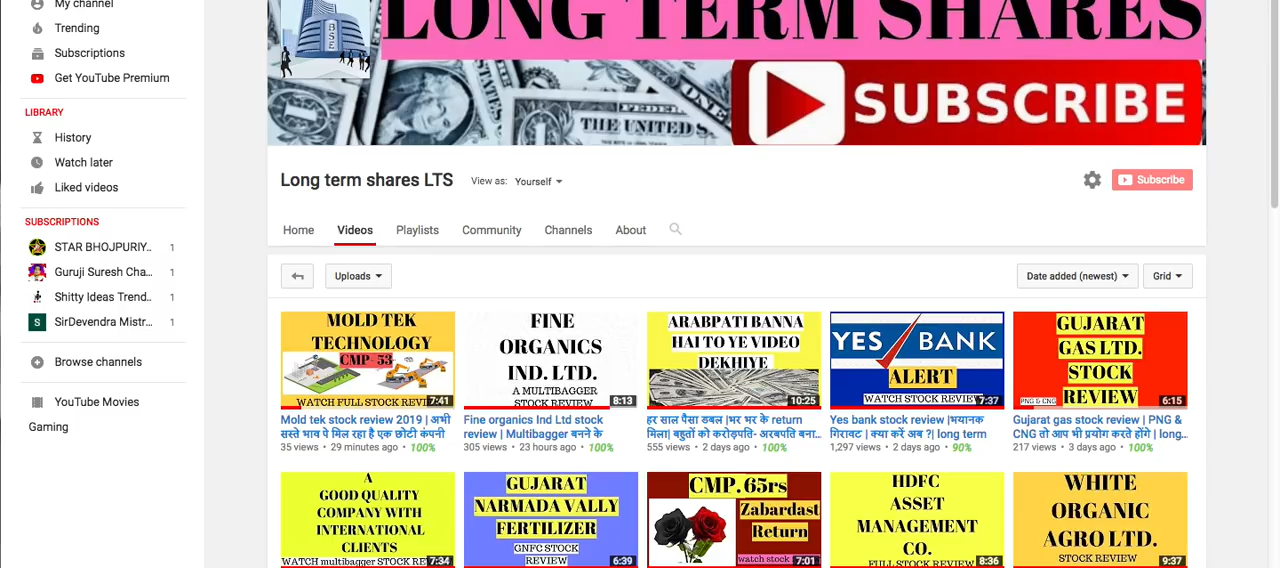 My channel
Trending
Subscriptions
Get YouTube Premium
LIBRARY
History
Watch later
Liked videos
SUBSCRIPTIONS
STAR BHOJPURIY.. 1
Guruji Suresh Cha... 1
Shitty Ideas Trend.. 1
S SirDevendra Mistr... 1
Browse channels
YouTube Movies
Gaming
BSE
LONG TERM SHARES
THE UNITED S
SUBSCRIBE
Long term shares LTS
View as: Yourself
Subscribe
Home Videos Playlists Community Channels About
Uploads
Date added (newest) Grid
MOLD TEK
TECHNOLOGY
CMP- 53
WATCH FULL STOCK REVI
7:41
Mold tek stock review 2019 | अभी
सस्ते भाव पे मिल रहा है एक छोटी कंपनी
35 views • 29 minutes ago • 100%
FINE
ORGANICS
IND. LTD.
A MULTIBAGGER
STOCK REVIEW
8:13
Fine organics Ind Ltd stock
review | Multibagger बनने के
305 views • 23 hours ago • 100%
ARABPATI BANNA
HAI TO YE VIDEO
DEKHIYE
10:25
हर साल पैसा डबल |भर भर के return
मिला| बहुतों को करोड़पति- अरबपति बना...
555 views • 2 days ago • 100%
YES BANK
ALERT
WATCH STOCK REVIEW
7:37
Yes bank stock review |भयानक
गिरावट | क्या करें अब ?| long term
1,297 views • 2 days ago • 90%
GUJARAT
GAS LTD.
STOCK
REVIEW
PNG & CNG
6:15
Gujarat gas stock review | PNG &
CNG तो आप भी प्रयोग करते होंगे | long...
217 views • 3 days ago • 100%
A
GOOD QUALITY
COMPANY WITH
INTERNATIONAL
CLIENTS
WATCH multibagger STOCK RE
7:34
GUJARAT
NARMADA VALLY
FERTILIZER
GNFC STOCK
REVIEW
6:39
CMP.65rs
Zabardast
Return
watch stock
7:01
HDFC
ASSET
MANAGEMENT
CO.
FULL STOCK REVIEW
8:36
WHITE
ORGANIC
AGRO LTD.
STOCK REVIEW
9:37